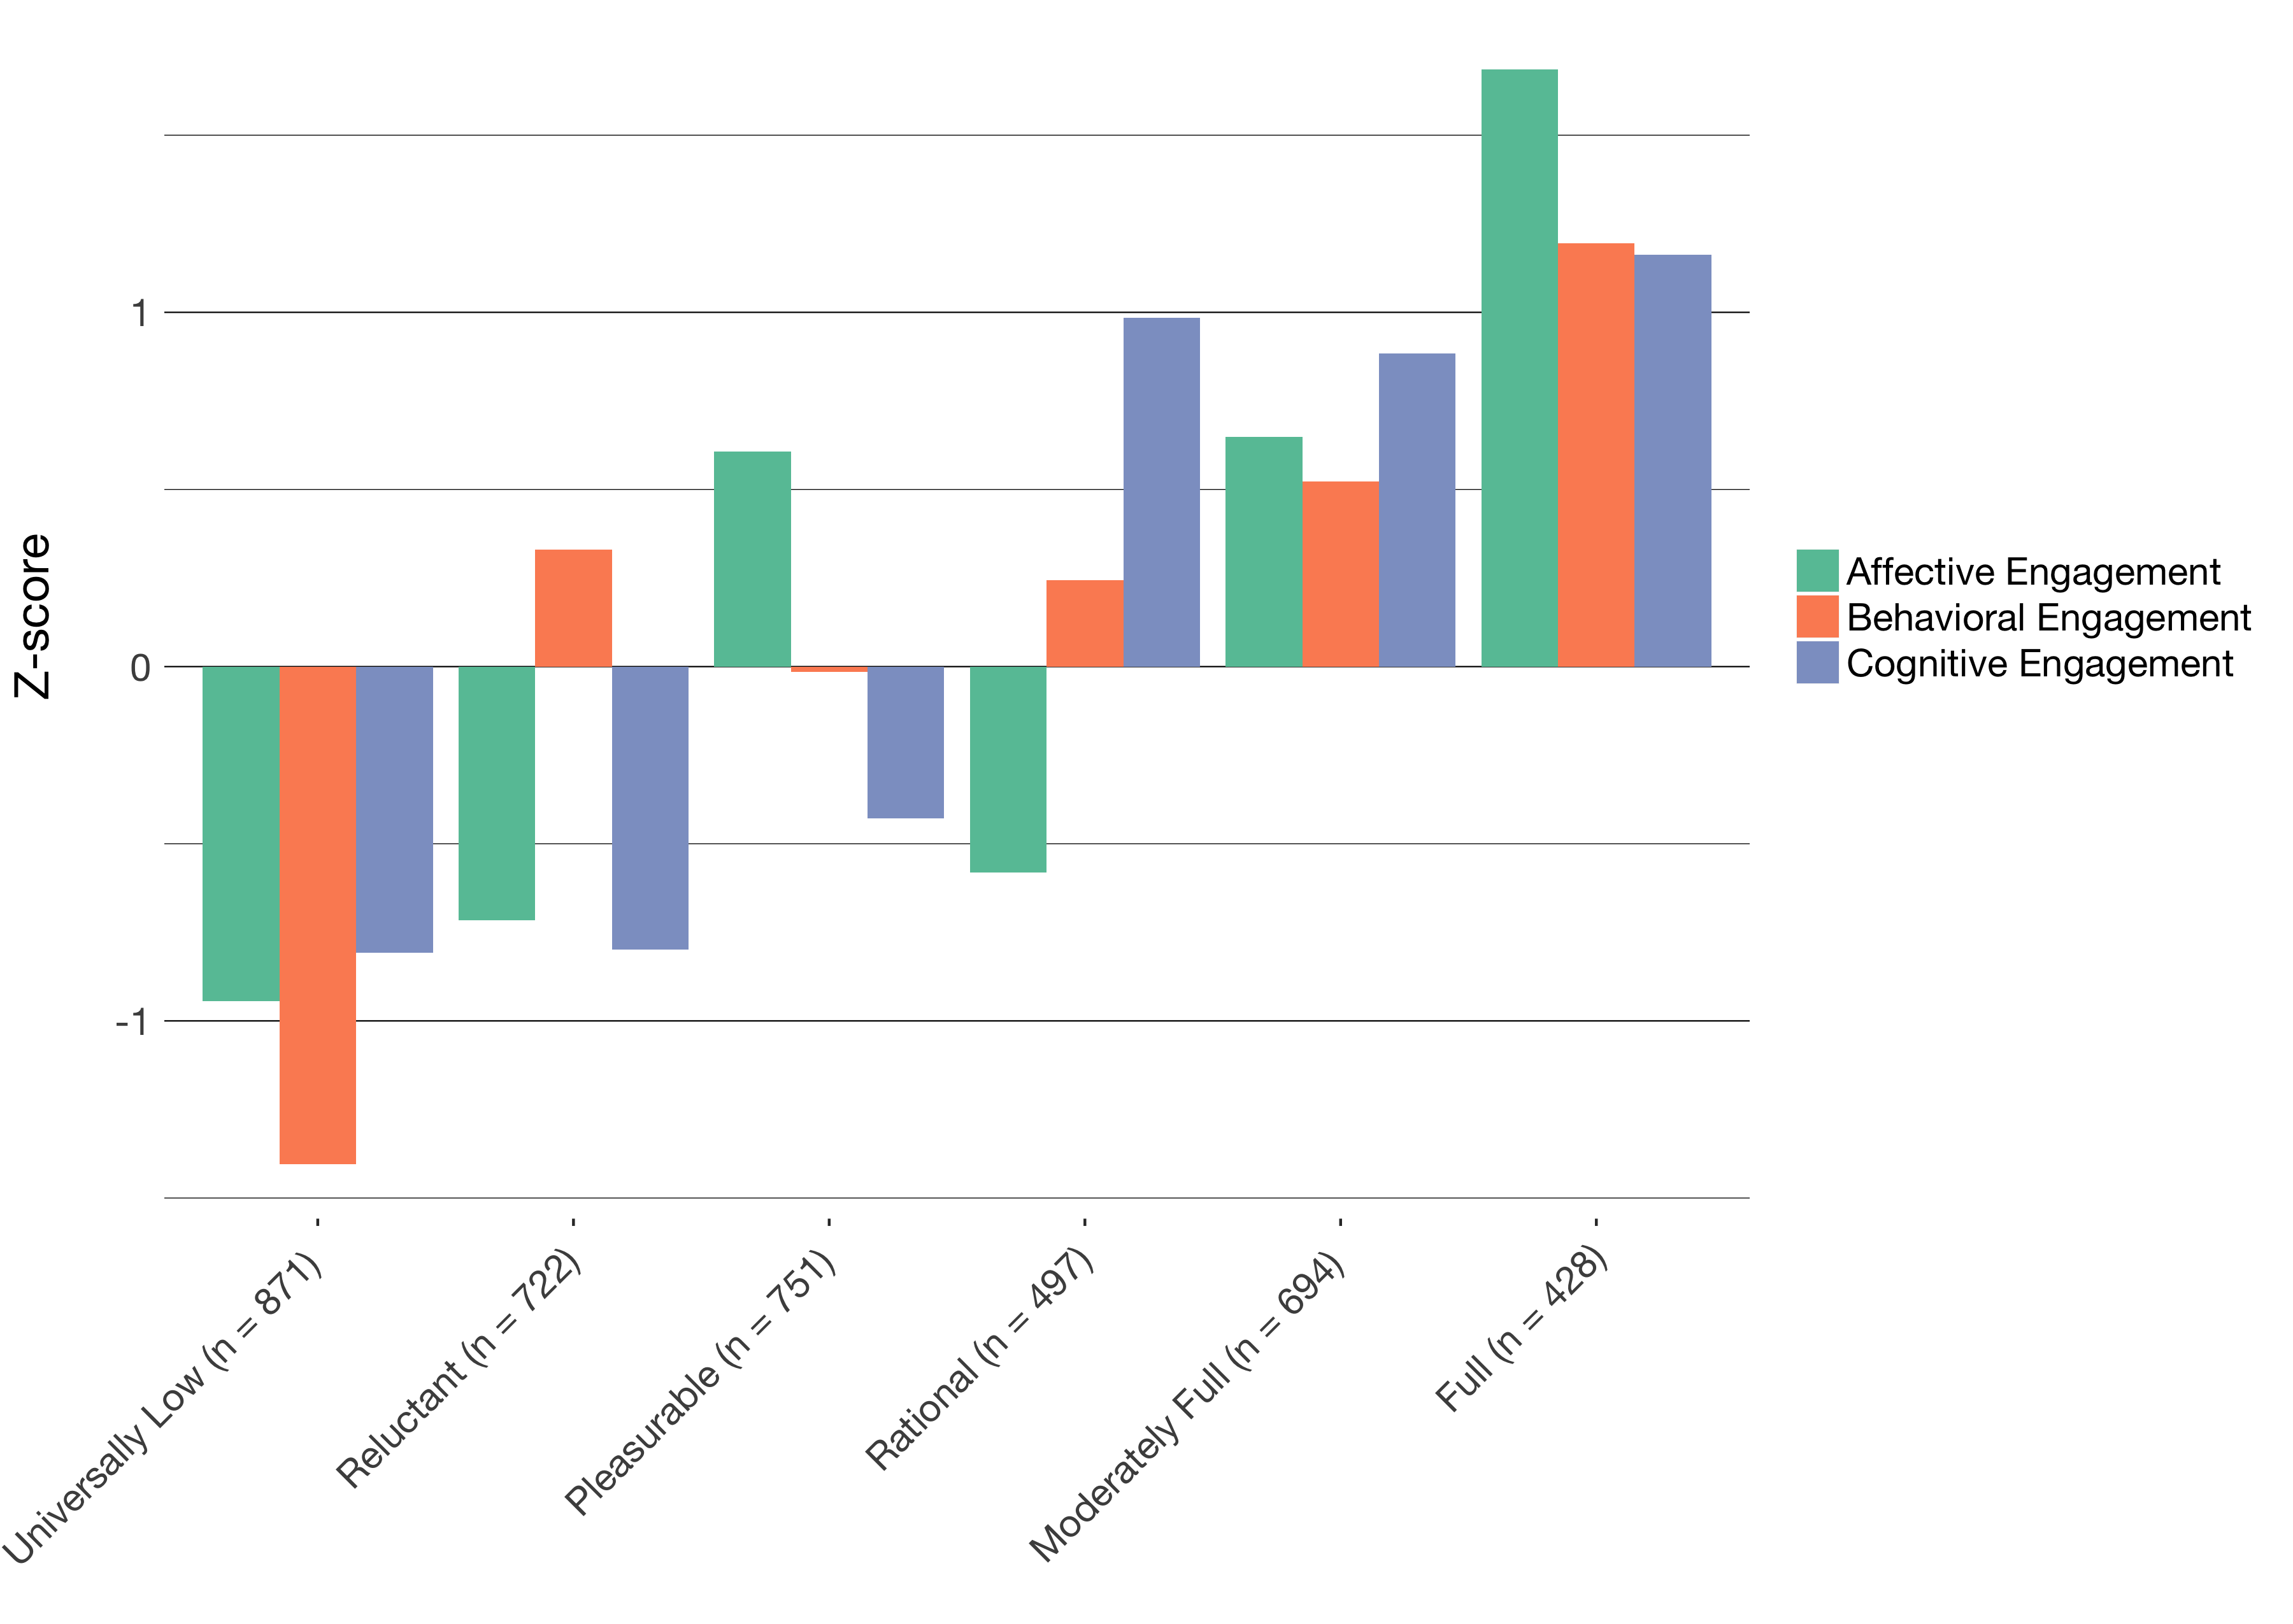 Z-score
1
0
-1
Universally Low (n = 871)
Reluctant (n = 722)
Pleasurable (n = 751)
Rational (n = 497)
Moderately Full (n = 694)
Full (n = 428)
Affective Engagement
Behavioral Engagement
Cognitive Engagement